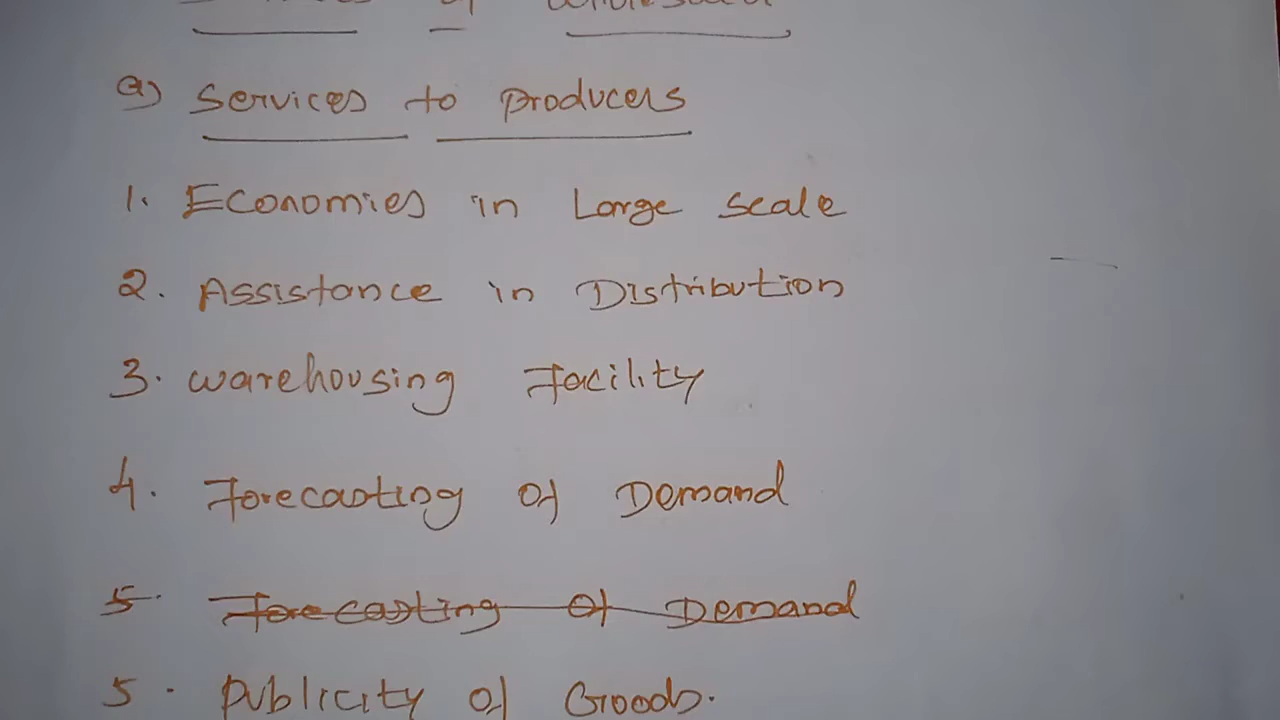 of
a) Services to Producers
1. Economies in Large Scale
2. Assistance in Distribution
3. Warehousing Facility
4. Forecasting of Demand
5. Forecasting of Demand
5. Publicity of Goods.